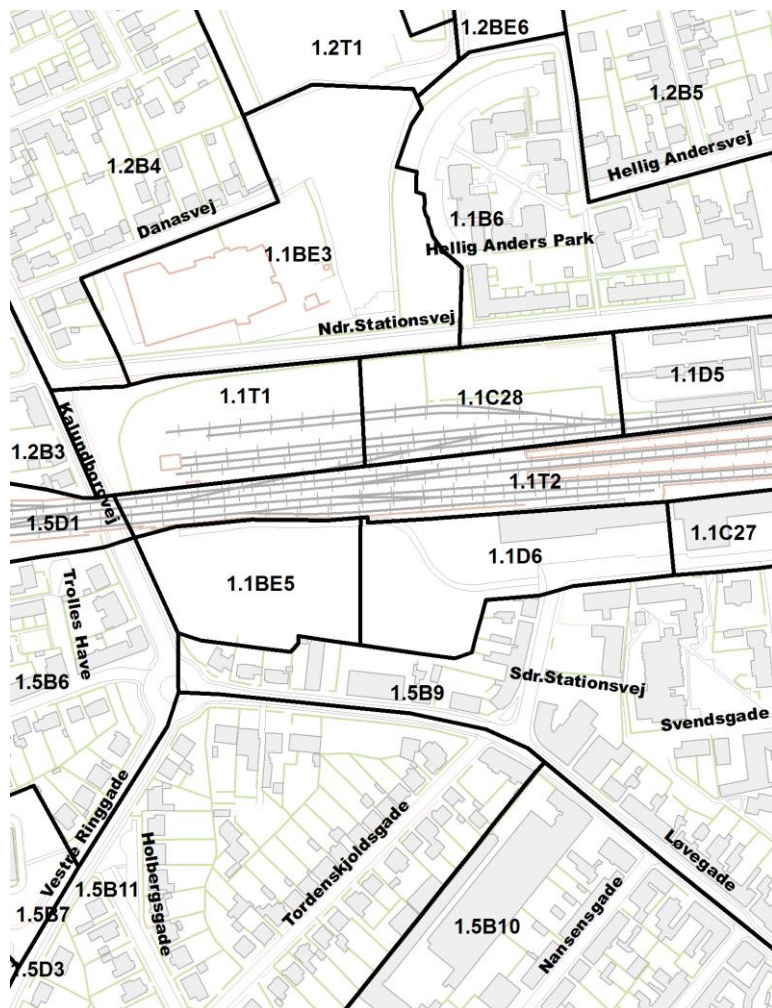 1.2BE6
1.2T1
1.2B5
1.2B4
Hellig Andersvej
Danasvej
1.1B6
Hellig Anders Park
1.1BE3
Ndr.Stationsvej
1.1D5
1.1T1
1.1C28
Kalundborgvej
1.2B3
1.1T2
1.5D1
1.1C27
1.1D6
1.1BE5
Trolles Have
1.5B6
Sdr.Stationsvej
1.5B9
Svendsgade
Vestre Ringgade
Holbergsgade
Tordenskjoldsgade
Løvegade
1.5B11
1.5B7
1.5B10
Nansensgade
1.5D3